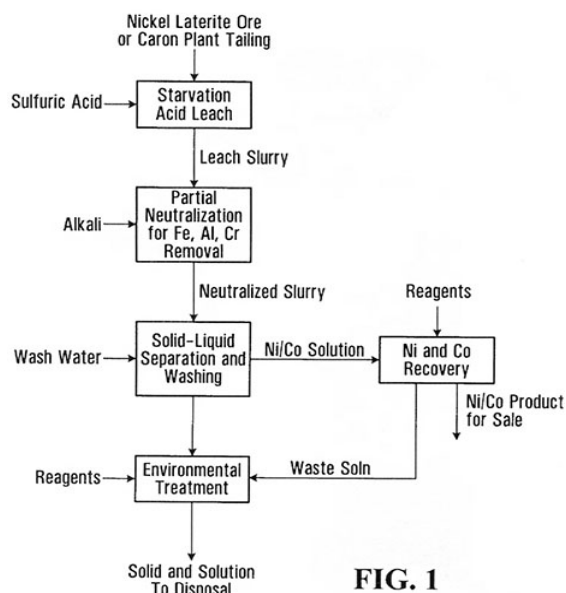 Nickel Laterite Ore
or Caron Plant Tailing
Sulfuric Acid
Starvation
Acid Leach
Leach Slurry
Alkali
Partial
Neutralization
for Fe, Al, Cr
Removal
Neutralized Slurry
Reagents
Wash Water
Solid-Liquid
Separation and
Washing
Ni/Co Solution
Ni and Co
Recovery
Ni/Co Product
for Sale
Reagents
Environmental
Treatment
Waste Soln
Solid and Solution
To Disposal
FIG. 1